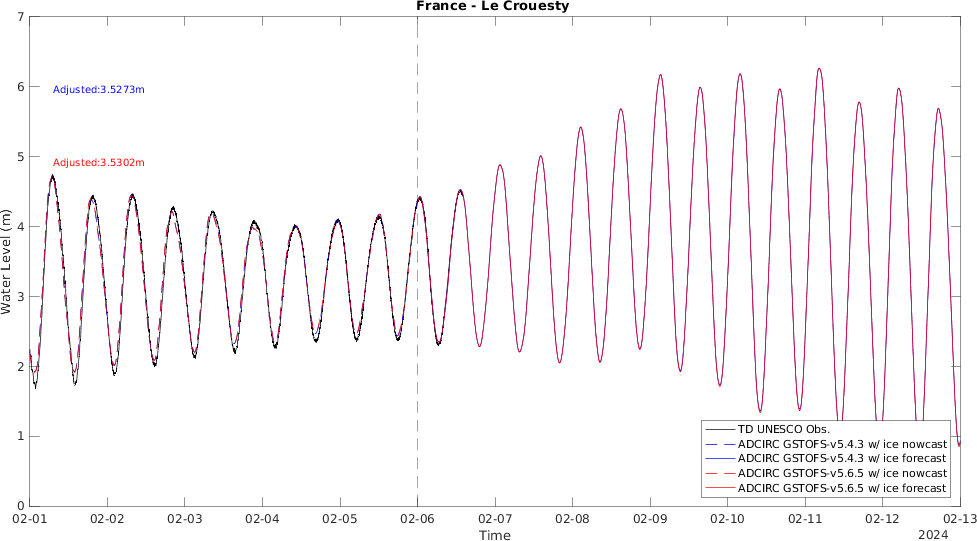 France - Le Crouesty
7
6
5
4
3
2
1
0
Water Level (m)
Adjusted:3.5273m
Adjusted:3.5302m
TD UNESCO Obs.
ADCIRC GSTOFS-v5.4.3 w/ ice nowcast
ADCIRC GSTOFS-v5.4.3 w/ ice forecast
ADCIRC GSTOFS-v5.6.5 w/ ice nowcast
ADCIRC GSTOFS-v5.6.5 w/ ice forecast
02-01 02-02 02-03 02-04 02-05 02-06 02-07 02-08 02-09 02-10 02-11 02-12 02-13
Time
2024